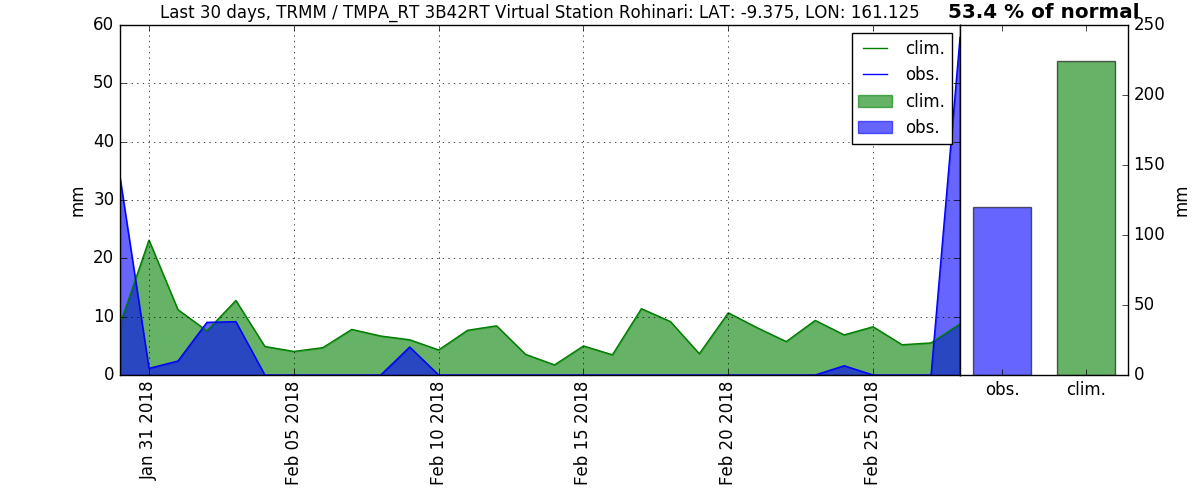 Last 30 days, TRMM / TMPA_RT 3B42RT Virtual Station Rohinari: LAT: -9.375, LON: 161.125
53.4 % of normal
60
50
40
30
20
10
0
mm
clim.
obs.
clim.
obs.
250
200
150
100
50
0
mm
Jan 31 2018
Feb 05 2018
Feb 10 2018
Feb 15 2018
Feb 20 2018
Feb 25 2018
obs.
clim.